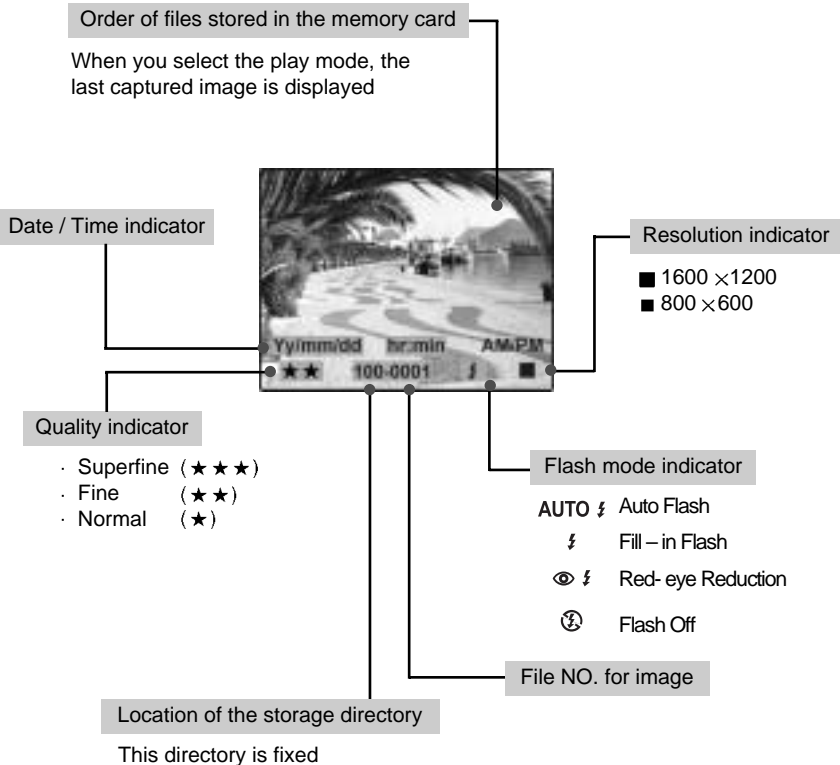 Order of files stored in the memory card
When you select the play mode, the
last captured image is displayed
Date / Time indicator
Resolution indicator
■ 1600 ×1200
■ 800 ×600
Yy/mm/dd hr:min AM/PM
★★ 100-0001
Quality indicator
· Superfine (★★★)
· Fine (★★)
· Normal (★)
Flash mode indicator
AUTO Auto Flash
Fill – in Flash
Red- eye Reduction
Flash Off
File NO. for image
Location of the storage directory
This directory is fixed